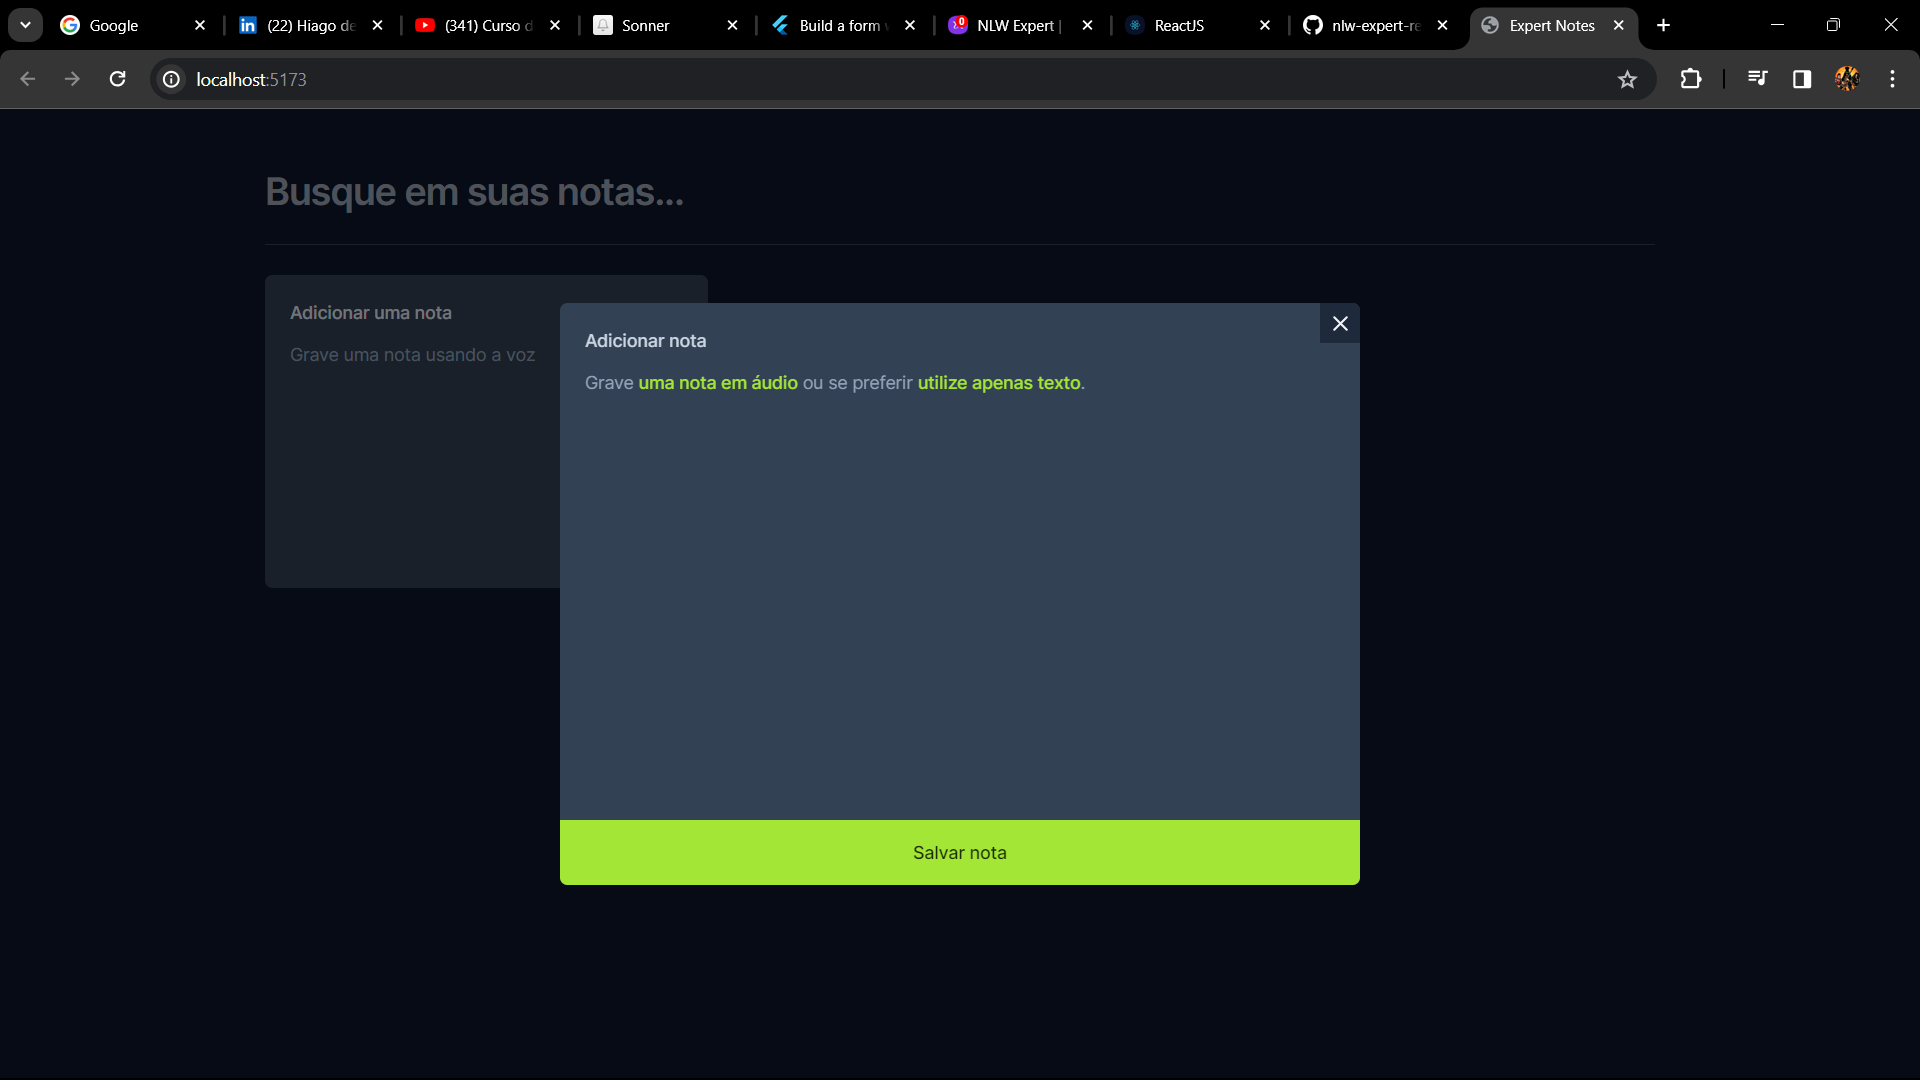 Google
(22) Hiago de
(341) Curso d
Sonner
Build a form
NLW Expert |
ReactJS
nlw-expert-re
Expert Notes
localhost:5173
Busque em suas notas...
Adicionar uma nota
Grave uma nota usando a voz
Adicionar nota
Grave uma nota em áudio ou se preferir utilize apenas texto.
Salvar nota